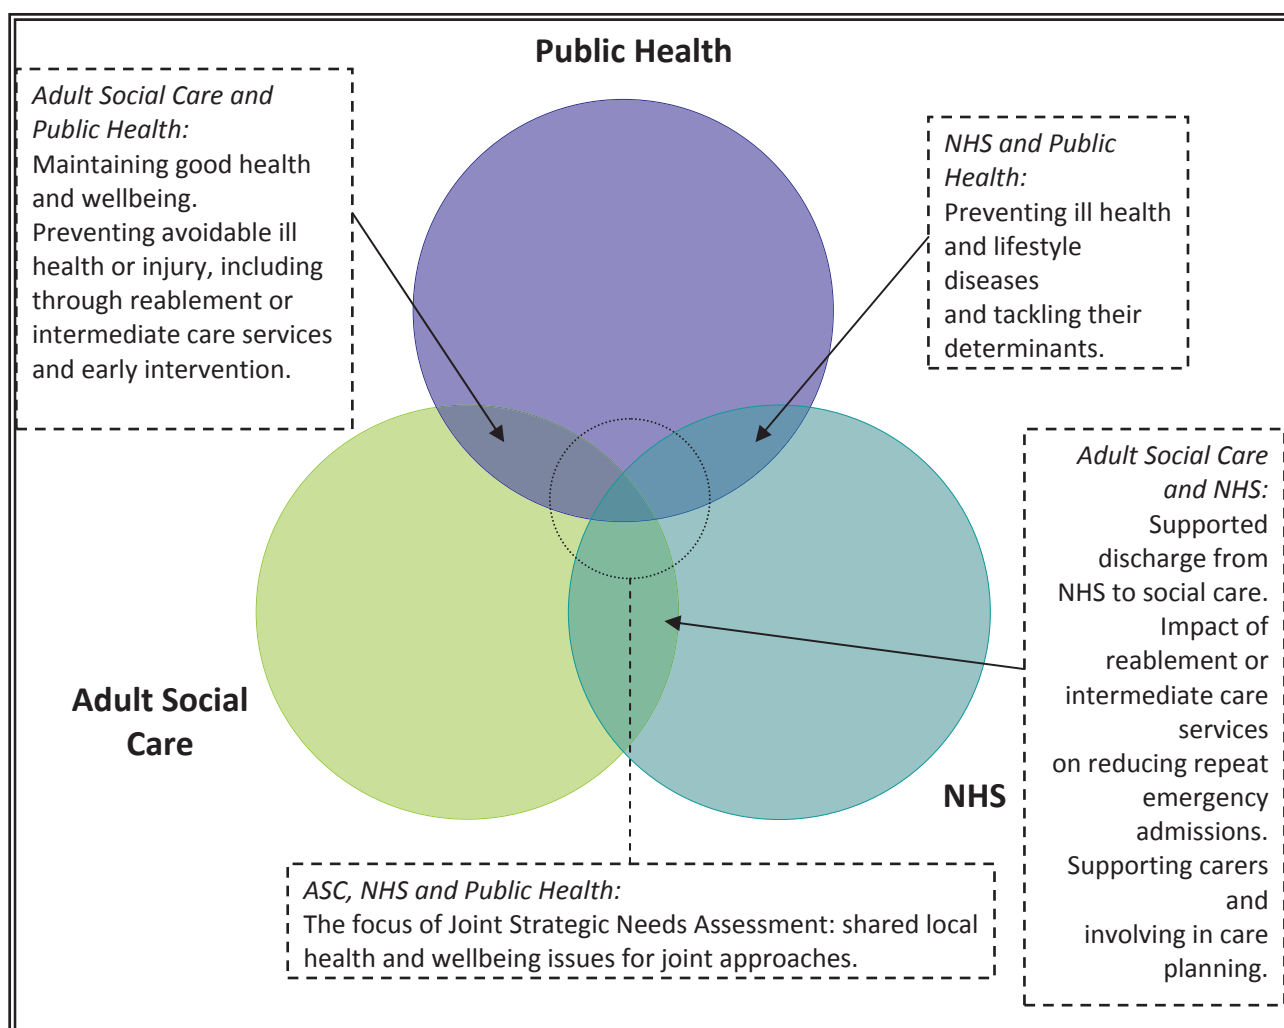 Public Health
Adult Social Care and
Public Health:
Maintaining good health
and wellbeing.
Preventing avoidable ill
health or injury, including
through reablement or
intermediate care services
and early intervention.
NHS and Public
Health:
Preventing ill health
and lifestyle
diseases
and tackling their
determinants.
Adult Social Care
and NHS:
Supported
discharge from
NHS to social care.
Impact of
reablement or
intermediate care
services
on reducing repeat
emergency
admissions.
Supporting carers
and
involving in care
planning.
Adult Social
Care
NHS
ASC, NHS and Public Health:
The focus of Joint Strategic Needs Assessment: shared local
health and wellbeing issues for joint approaches.